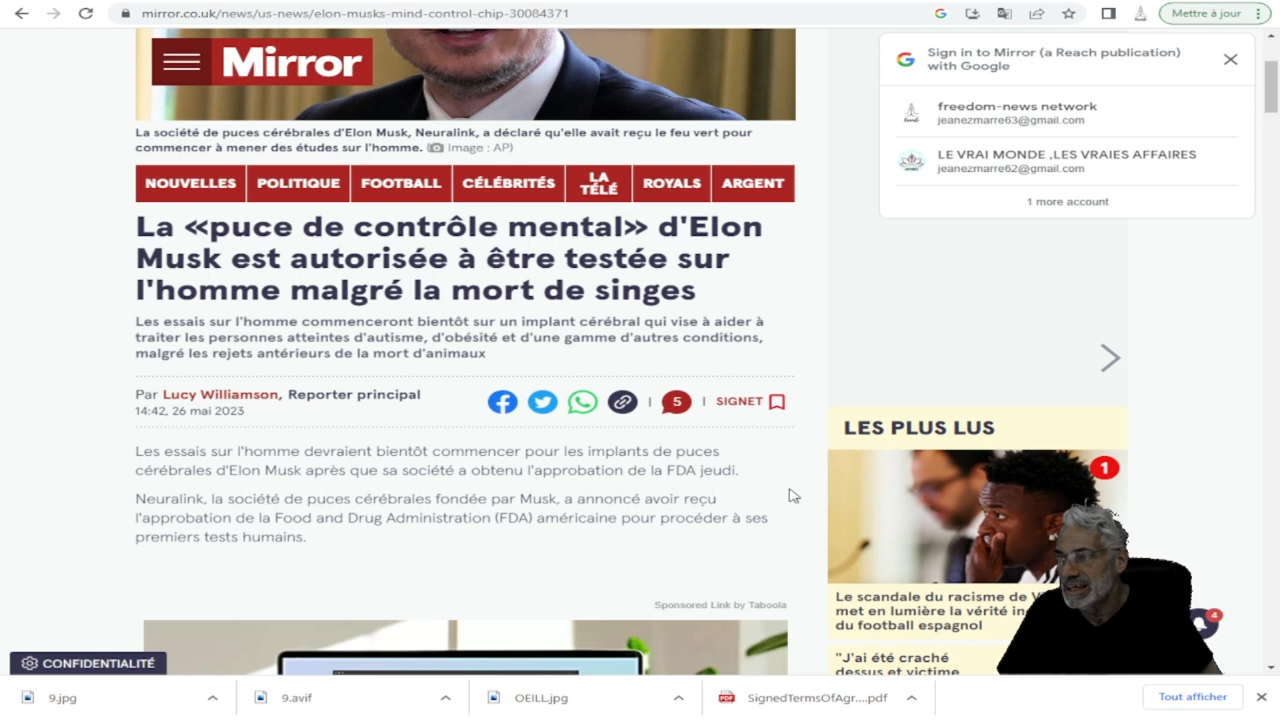 mirror.co.uk/news/us-news/elon-musks-mind-control-chip-30084371
Mettre à jour
Mirror
Sign in to Mirror (a Reach publication)
with Google
freedom-news network
jeanezmarre63@gmail.com
LE VRAI MONDE ,LES VRAIES AFFAIRES
jeanezmarre62@gmail.com
1 more account
La société de puces cérébrales d'Elon Musk, Neuralink, a déclaré qu'elle avait reçu le feu vert pour
commencer à mener des études sur l'homme. ( Image : AP)
NOUVELLES
POLITIQUE
FOOTBALL
CÉLÉBRITÉS
LA
TÉLÉ
ROYALS
ARGENT
La «puce de contrôle mental» d'Elon
Musk est autorisée à être testée sur
l'homme malgré la mort de singes
Les essais sur l'homme commenceront bientôt sur un implant cérébral qui vise à aider à
traiter les personnes atteintes d'autisme, d'obésité et d'une gamme d'autres conditions,
malgré les rejets antérieurs de la mort d'animaux
Par Lucy Williamson, Reporter principal
14:42, 26 mai 2023
5
SIGNET
Les essais sur l'homme devraient bientôt commencer pour les implants de puces
cérébrales d'Elon Musk après que sa société a obtenu l'approbation de la FDA jeudi.
Neuralink, la société de puces cérébrales fondée par Musk, a annoncé avoir reçu
l'approbation de la Food and Drug Administration (FDA) américaine pour procéder à ses
premiers tests humains.
Sponsored Link by Taboola
LES PLUS LUS
1
Le scandale du racisme de
met en lumière la vérité
du football espagnol
"J'ai été craché
dessus et victime
4
CONFIDENTIALITÉ
9.jpg
9.avif
OEILL.jpg
PDF
SignedTermsOfAgr....pdf
Tout afficher